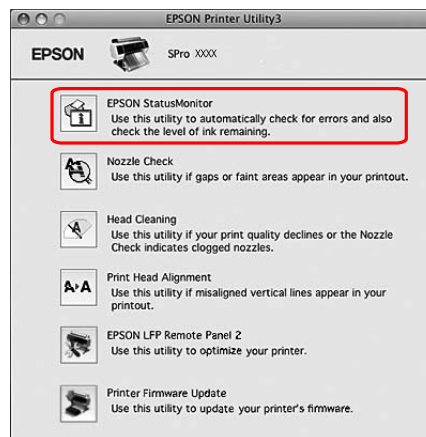 EPSON Printer Utility3
EPSON
SPro XXXX
EPSON StatusMonitor
Use this utility to automatically check for errors and also
check the level of ink remaining.
Nozzle Check
Use this utility if gaps or faint areas appear in your printout.
Head Cleaning
Use this utility if your print quality declines or the Nozzle
Check indicates clogged nozzles.
Print Head Alignment
Use this utility if misaligned vertical lines appear in your
printout.
EPSON LFP Remote Panel 2
Use this utility to optimize your printer.
Printer Firmware Update
Use this utility to update your printer's firmware.